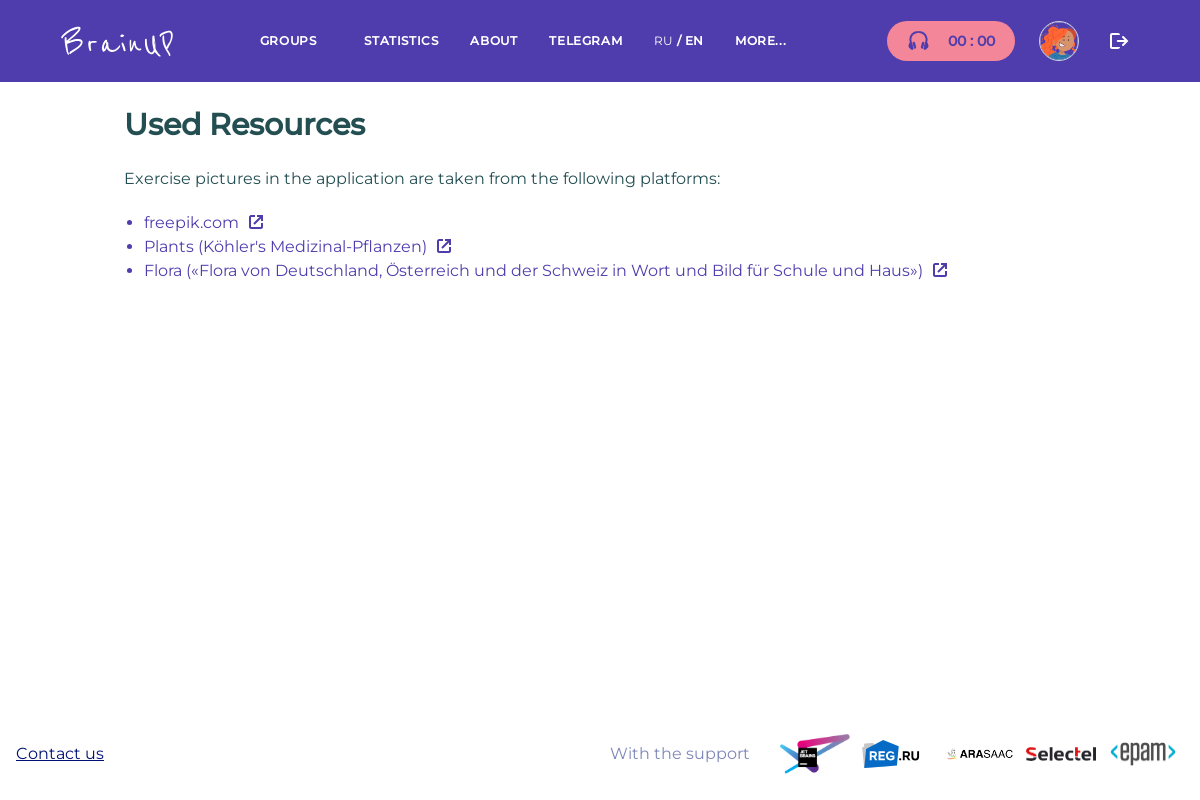 BrainUP GROUPS STATISTICS ABOUT TELEGRAM RU / EN MORE... 00 : 00
Used Resources
Exercise pictures in the application are taken from the following platforms:
freepik.com
Plants (Köhler's Medizinal-Pflanzen)
Flora («Flora von Deutschland, Österreich und der Schweiz in Wort und Bild für Schule und Haus»)
Contact us With the support JET BRAINS REG.RU ARASAAC Selectel <epam>